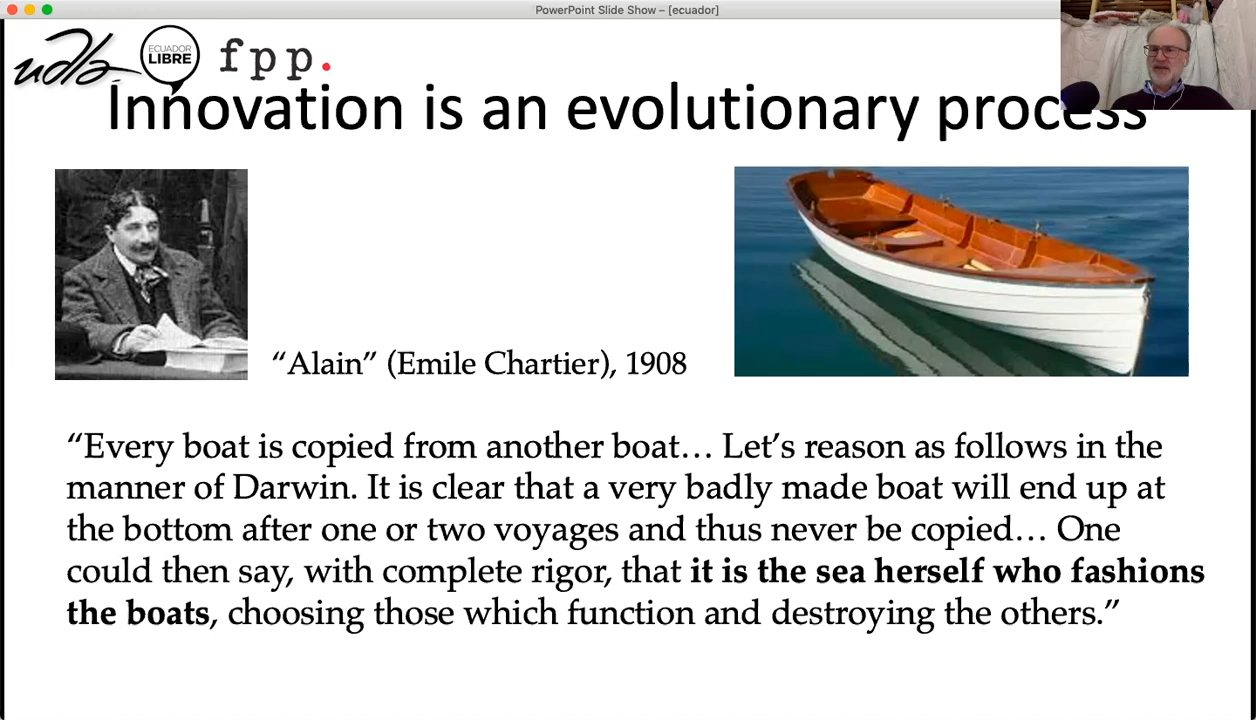 PowerPoint Slide Show – [ecuador]
udla
ECUADOR
LIBRE
fpp.
Innovation is an evolutionary process
“Alain” (Emile Chartier), 1908
“Every boat is copied from another boat… Let’s reason as follows in the
manner of Darwin. It is clear that a very badly made boat will end up at
the bottom after one or two voyages and thus never be copied… One
could then say, with complete rigor, that it is the sea herself who fashions
the boats, choosing those which function and destroying the others.”